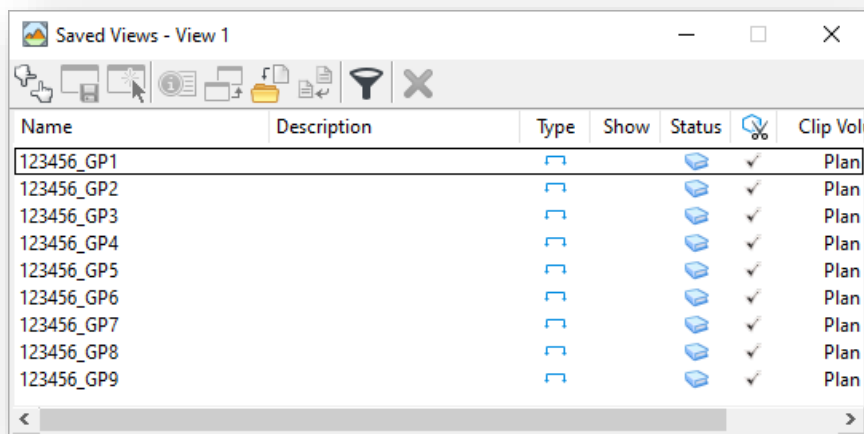 Saved Views - View 1
Name Description Type Show Status Clip Vol
123456_GP1 Plan
123456_GP2 Plan
123456_GP3 Plan
123456_GP4 Plan
123456_GP5 Plan
123456_GP6 Plan
123456_GP7 Plan
123456_GP8 Plan
123456_GP9 Plan